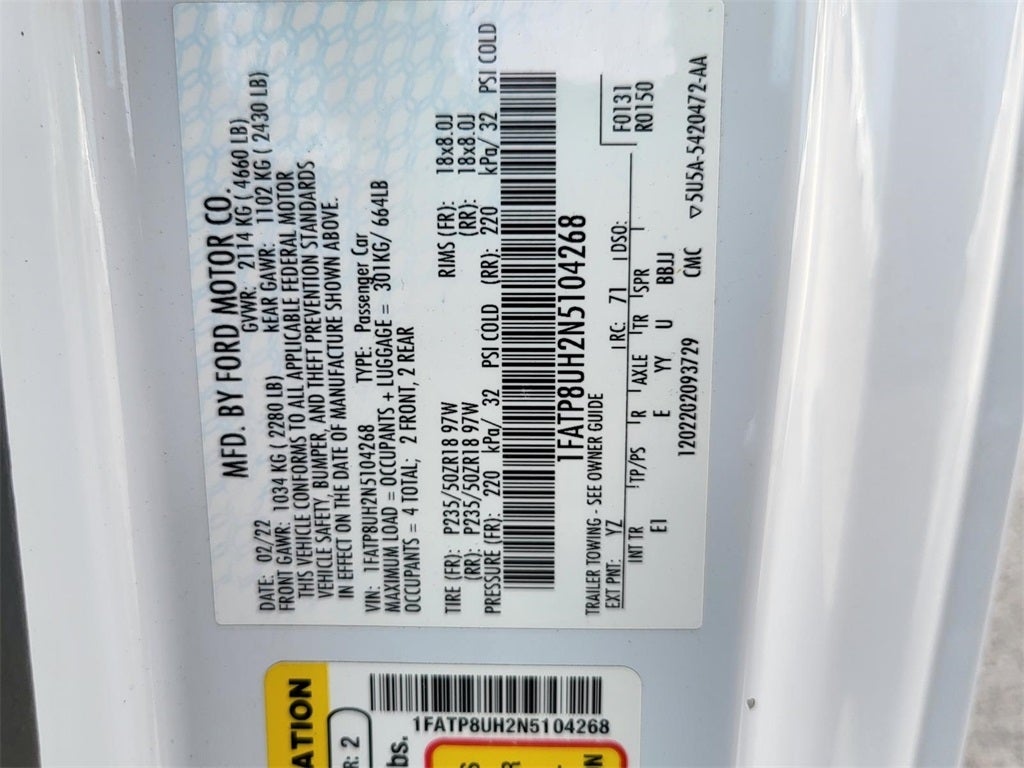 MFD. BY FORD MOTOR CO.
DATE: 02/22 GVWR: 2114 KG ( 4660 LB)
FRONT GAWR: 1034 KG ( 2280 LB) REAR GAWR: 1102 KG ( 2430 LB)
THIS VEHICLE CONFORMS TO ALL APPLICABLE FEDERAL MOTOR
VEHICLE SAFETY, BUMPER, AND THEFT PREVENTION STANDARDS
IN EFFECT ON THE DATE OF MANUFACTURE SHOWN ABOVE.
VIN: 1FATP8UH2N5104268 TYPE: Passenger Car
MAXIMUM LOAD = OCCUPANTS + LUGGAGE = 301KG/ 664LB
OCCUPANTS = 4 TOTAL; 2 FRONT, 2 REAR
TIRE (FR): P235/50ZR18 97W RIMS (FR): 18x8.0J
(RR): P235/50ZR18 97W (RR): 18x8.0J
PRESSURE (FR): 220 kPa/ 32 PSI COLD (RR): 220 kPa/ 32 PSI COLD
1FATP8UH2N5104268
TRAILER TOWING - SEE OWNER GUIDE F0131
EXT PNT: YZ RC: 71 DSO: R0150
INT TR TP/PS R AXLE TR SPR
EI E YY U BBJJ
1202202093729 CMC ▽5U5A-5420472-AA
ATION
R: 2
1FATP8UH2N5104268
bs.
S
R
N